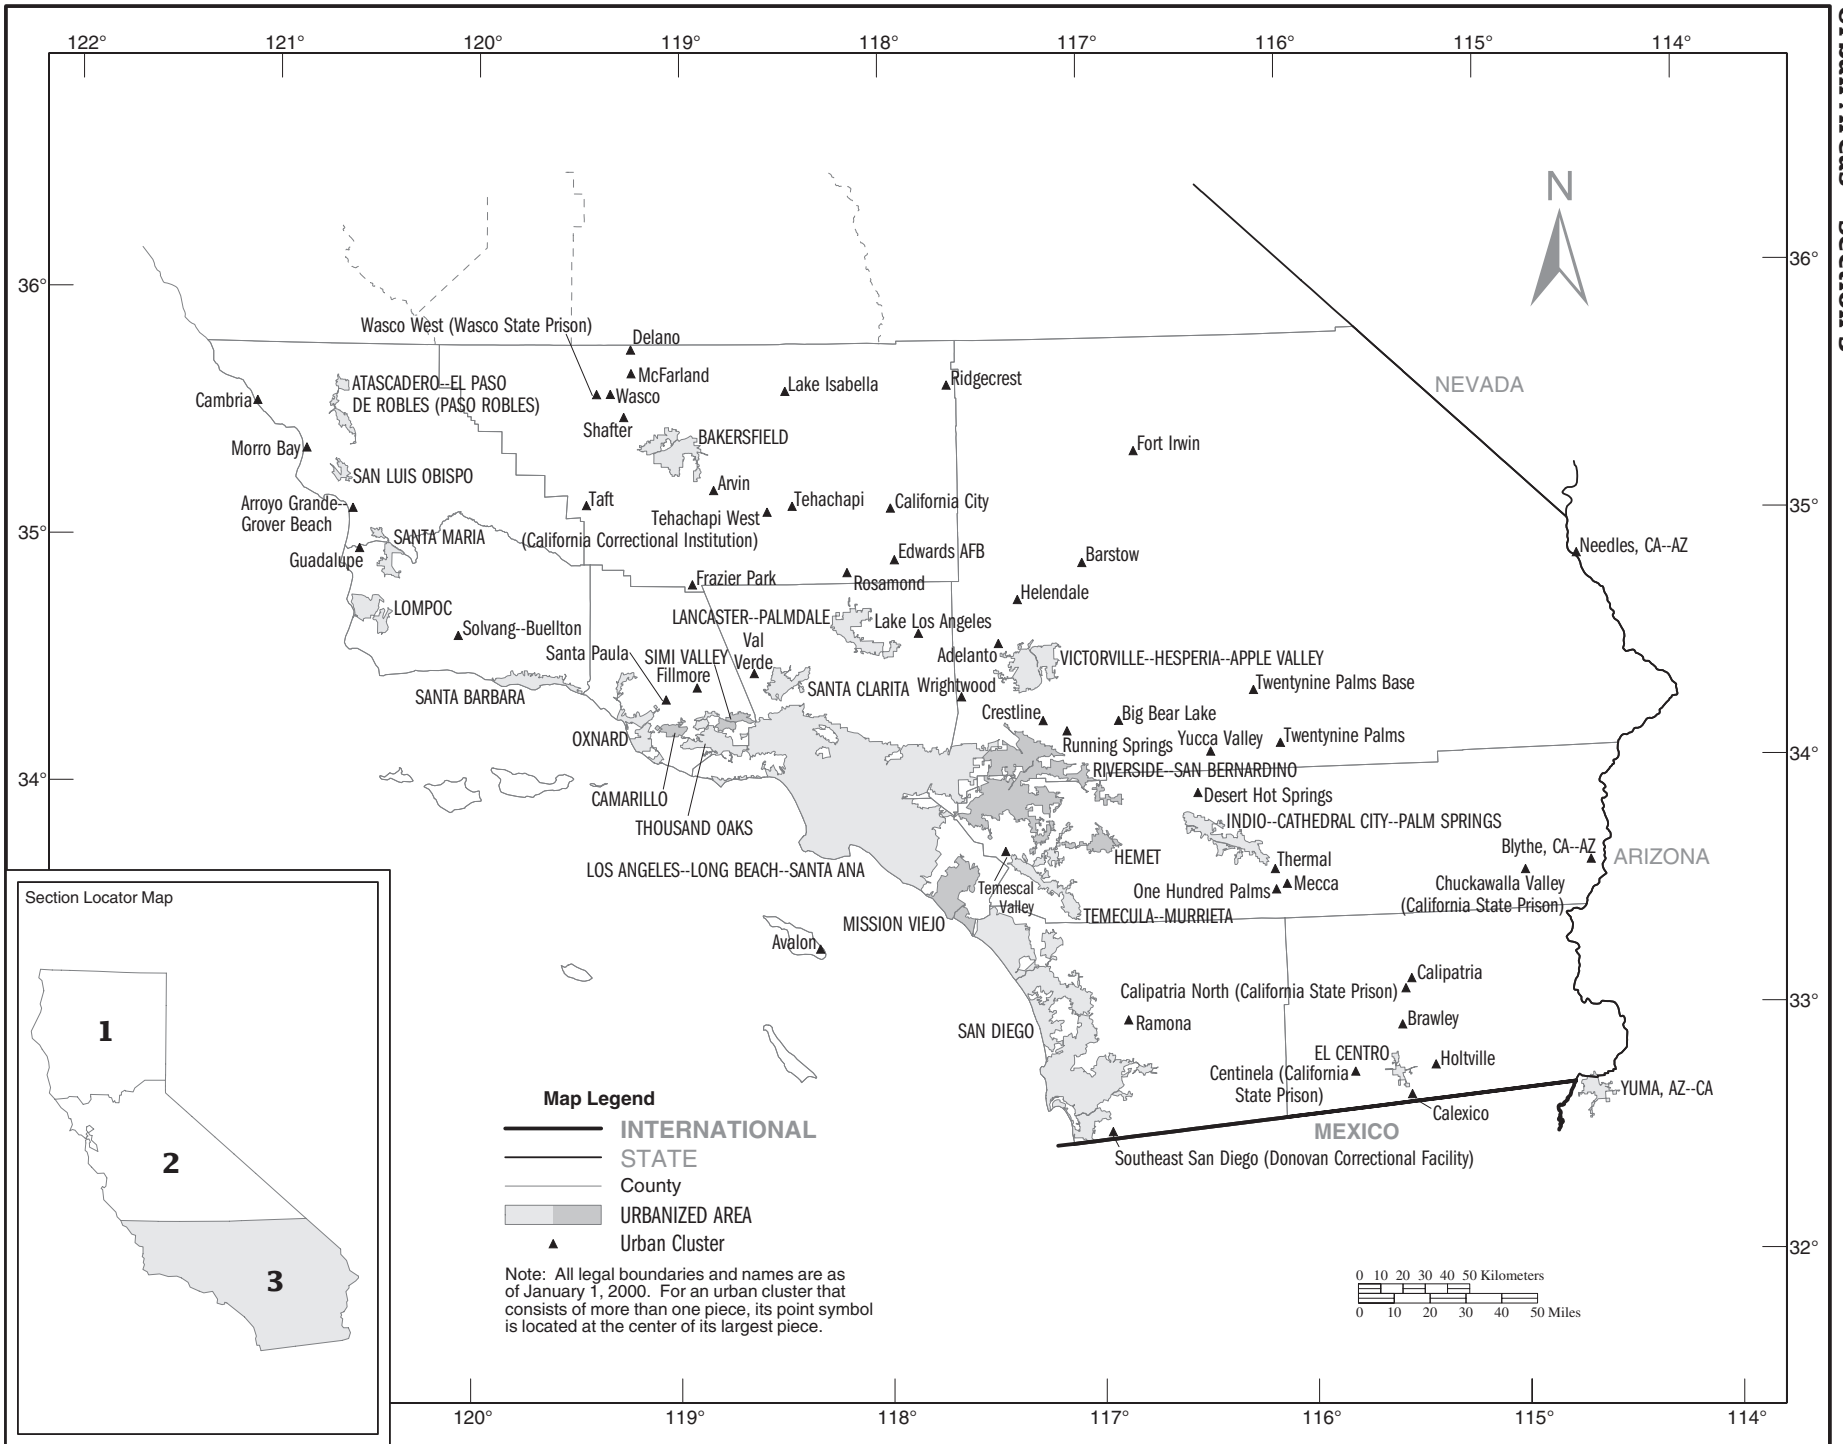 122° 121° 120° 119° 118° 117° 116° 115° 114°
36° 36°
Wasco West (Wasco State Prison)
Delano
McFarland
Wasco
Shafter
Lake Isabella
Ridgecrest
NEVADA
N
ATASCADERO--EL PASO
DE ROBLES (PASO ROBLES)
Cambria
Morro Bay
BAKERSFIELD
Fort Irwin
SAN LUIS OBISPO
Arvin
Taft
Tehachapi
California City
Tehachapi West
(California Correctional Institution)
Arroyo Grande--
Grover Beach
35° 35°
SANTA MARIA
Guadalupe
Edwards AFB
Barstow
Needles, CA--AZ
Frazier Park
Rosamond
Helendale
LOMPOC
LANCASTER--PALMDALE
Lake Los Angeles
Solvang--Buellton
Val
Verde
Santa Paula
SIMI VALLEY
Fillmore
Adelanto
VICTORVILLE--HESPERIA--APPLE VALLEY
SANTA BARBARA
SANTA CLARITA
Wrightwood
Twentynine Palms Base
Crestline
Big Bear Lake
OXNARD
Running Springs
Yucca Valley
Twentynine Palms
34° 34°
RIVERSIDE--SAN BERNARDINO
CAMARILLO
Desert Hot Springs
THOUSAND OAKS
INDIO--CATHEDRAL CITY--PALM SPRINGS
LOS ANGELES--LONG BEACH--SANTA ANA
HEMET
Thermal
Blythe, CA--AZ
ARIZONA
Temescal
Valley
One Hundred Palms
Mecca
Chuckawalla Valley
(California State Prison)
MISSION VIEJO
TEMECULA--MURRIETA
Avalon
Calipatria
Calipatria North (California State Prison)
33°
SAN DIEGO
Ramona
Brawley
EL CENTRO
Holtville
Centinela (California
State Prison)
YUMA, AZ--CA
Calexico
MEXICO
Southeast San Diego (Donovan Correctional Facility)
32°
Section Locator Map
1
2
3
Map Legend
INTERNATIONAL
STATE
County
URBANIZED AREA
Urban Cluster
Note: All legal boundaries and names are as
of January 1, 2000. For an urban cluster that
consists of more than one piece, its point symbol
is located at the center of its largest piece.
0 10 20 30 40 50 Kilometers
0 10 20 30 40 50 Miles
120° 119° 118° 117° 116° 115° 114°